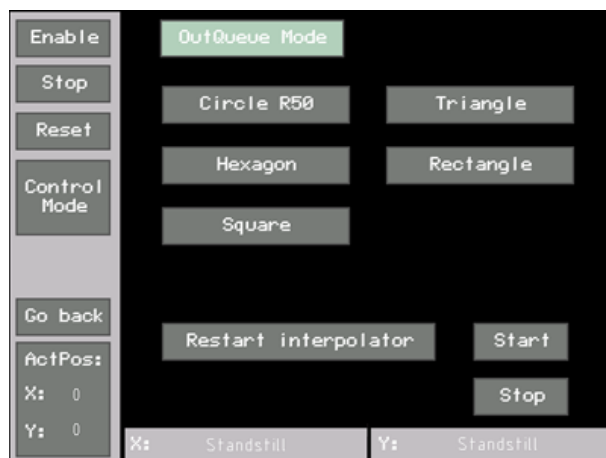 Enable
OutQueue Mode
Stop
Circle R50
Triangle
Reset
Hexagon
Rectangle
Control
Mode
Square
Go back
Restart interpolator
Start
ActPos:
X: 0
Stop
Y: 0
X: Standstill
Y: Standstill